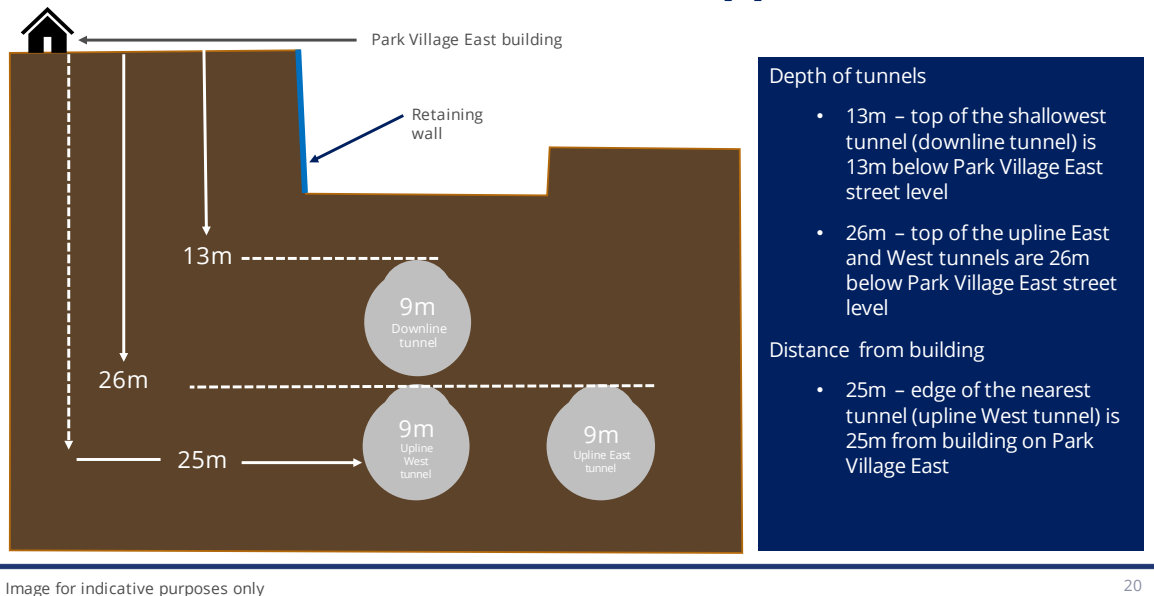 Park Village East building
Retaining
wall
13m
26m
25m
9m
Downline
tunnel
9m
Upline
West
tunnel
9m
Upline East
tunnel
Depth of tunnels
• 13m – top of the shallowest
tunnel (downline tunnel) is
13m below Park Village East
street level
• 26m – top of the upline East
and West tunnels are 26m
below Park Village East street
level
Distance from building
• 25m – edge of the nearest
tunnel (upline West tunnel) is
25m from building on Park
Village East
Image for indicative purposes only
20